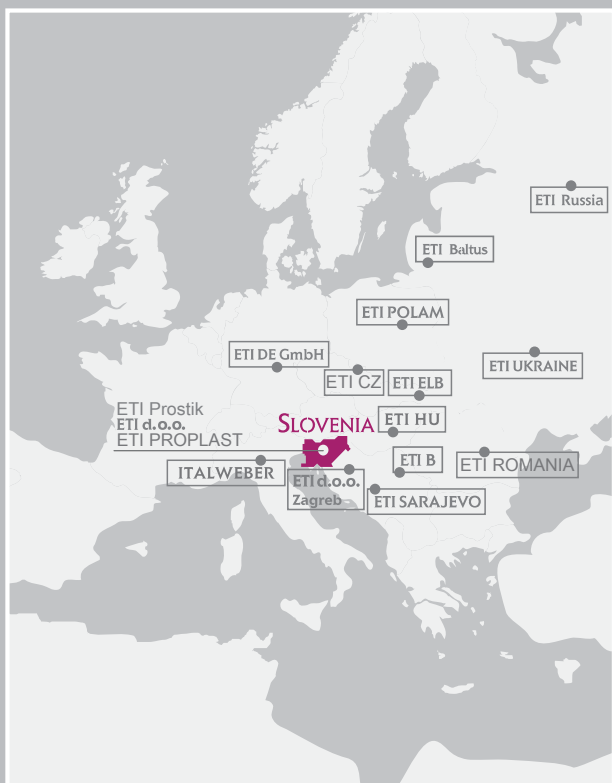 ETI Russia
ETI Baltus
ETI POLAM
ETI DE GmbH
ETI UKRAINE
ETI CZ
ETI ELB
ETI Prostik
ETI d.o.o.
ETI PROPLAST
SLOVENIA
ETI HU
ITALWEBER
ETI d.o.o.
Zagreb
ETI B
ETI ROMANIA
ETI SARAJEVO